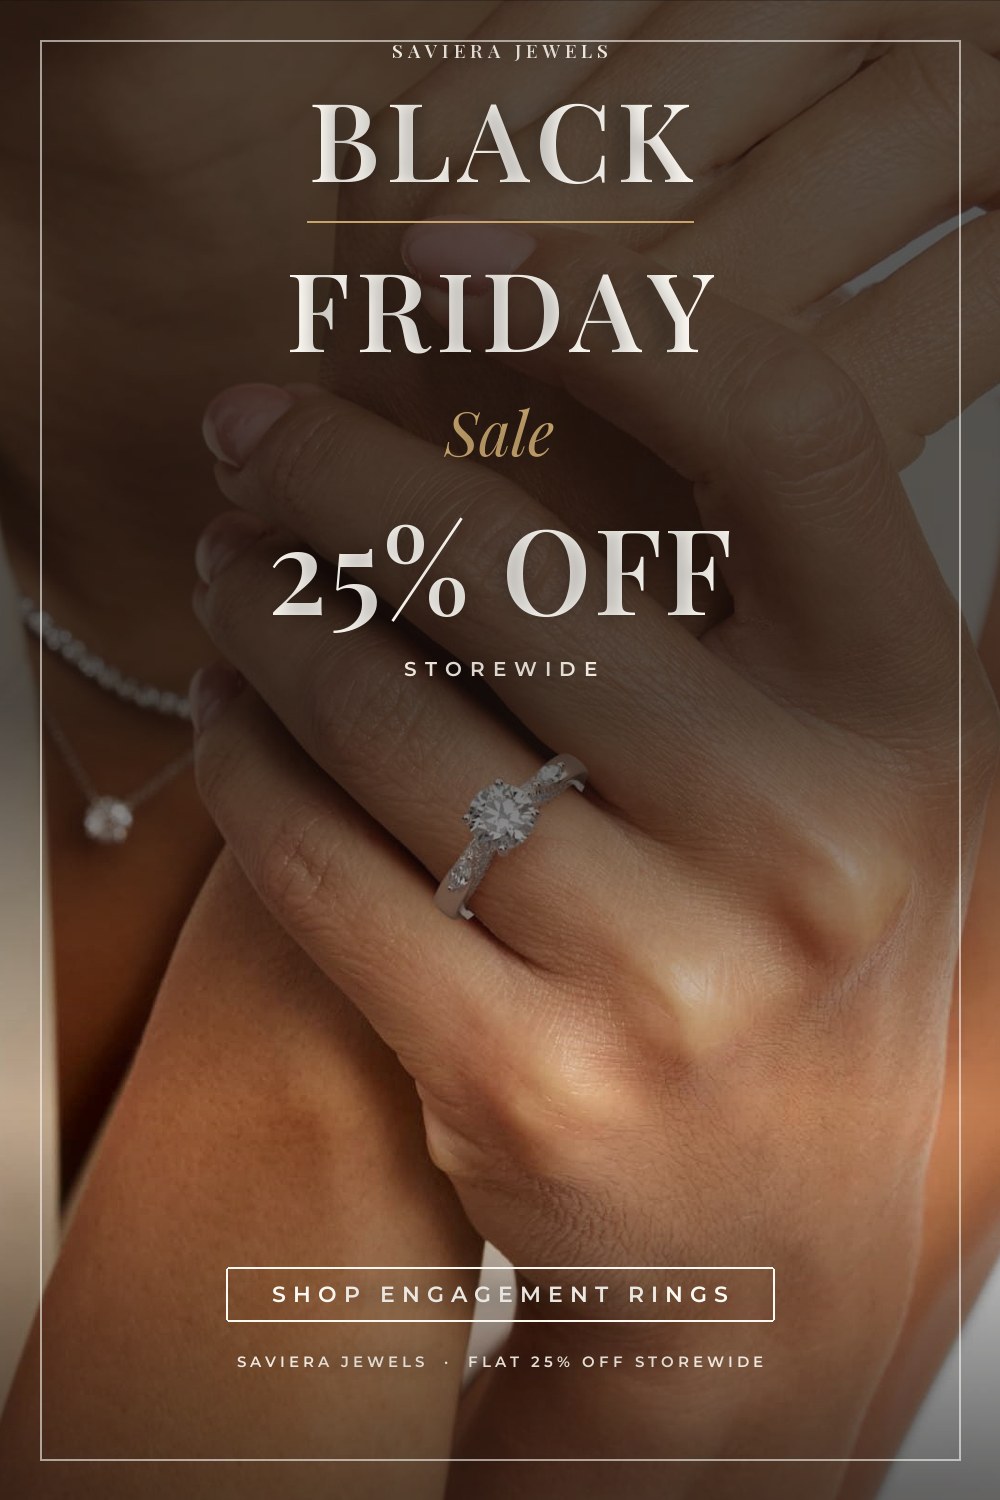 SAVIERA JEWELS
BLACK
FRIDAY
Sale
25% OFF
STOREWIDE
SHOP ENGAGEMENT RINGS
SAVIERA JEWELS · FLAT 25% OFF STOREWIDE